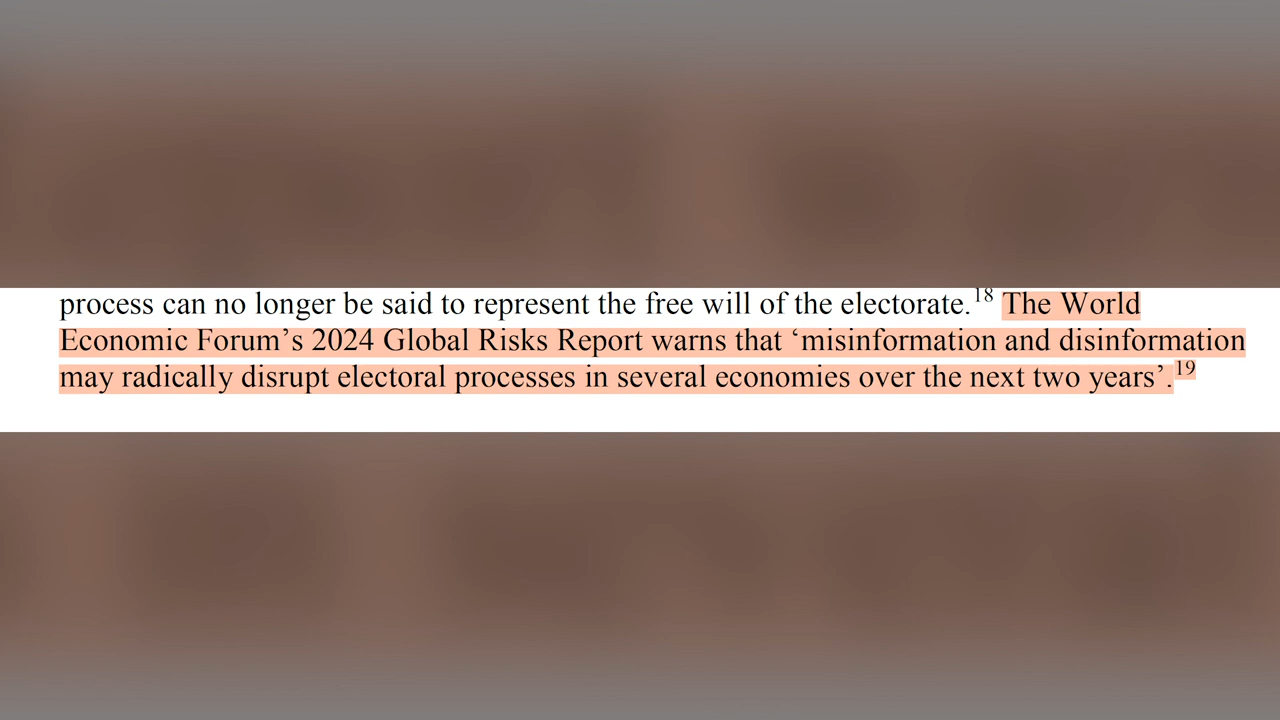 process can no longer be said to represent the free will of the electorate.18 The World
Economic Forum’s 2024 Global Risks Report warns that ‘misinformation and disinformation
may radically disrupt electoral processes in several economies over the next two years’.19